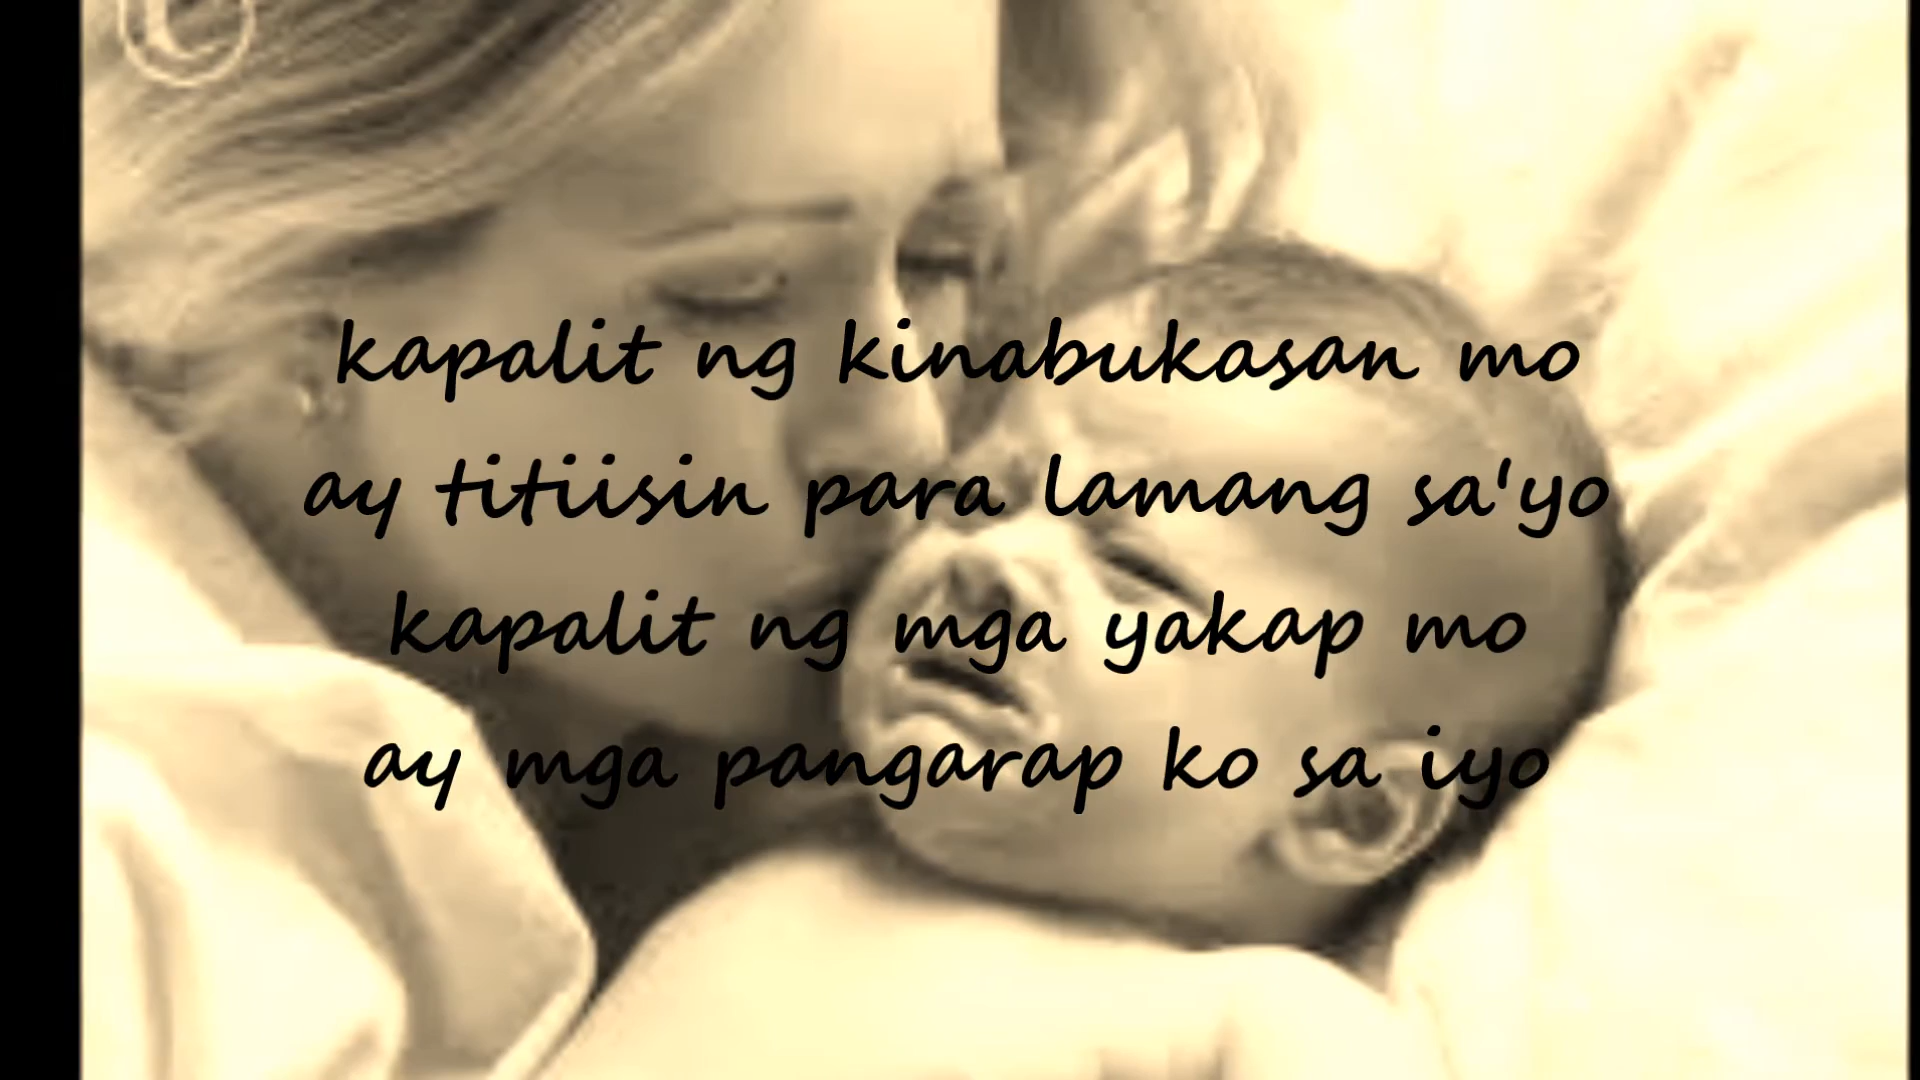 kapalit ng kinabukasan mo
ay titiisin para lamang sa'yo
kapalit ng mga yakap mo
ay mga pangarap ko sa iyo